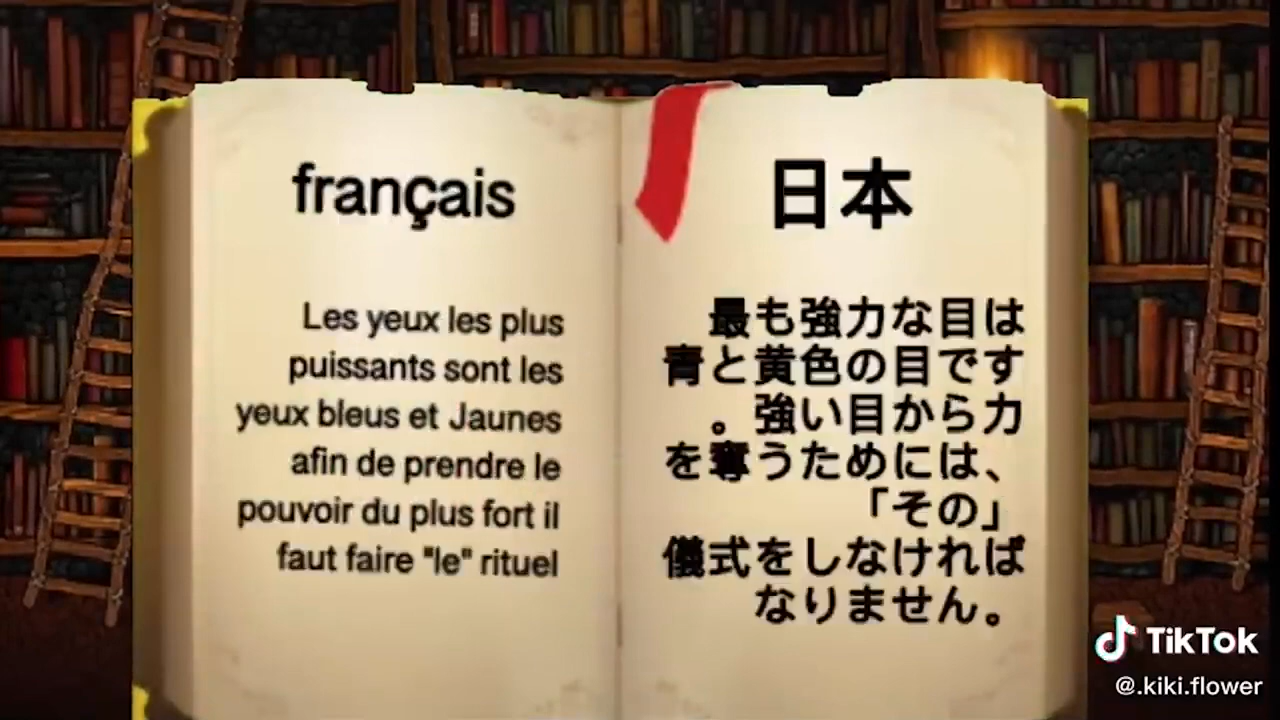 français
Les yeux les plus
puissants sont les
yeux bleus et Jaunes
afin de prendre le
pouvoir du plus fort il
faut faire "le" rituel
日本
最も強力な目は
青と黄色の目です
。強い目から力
を奪うためには、
「その」
儀式をしなければ
なりません。
TikTok
@.kiki.flower